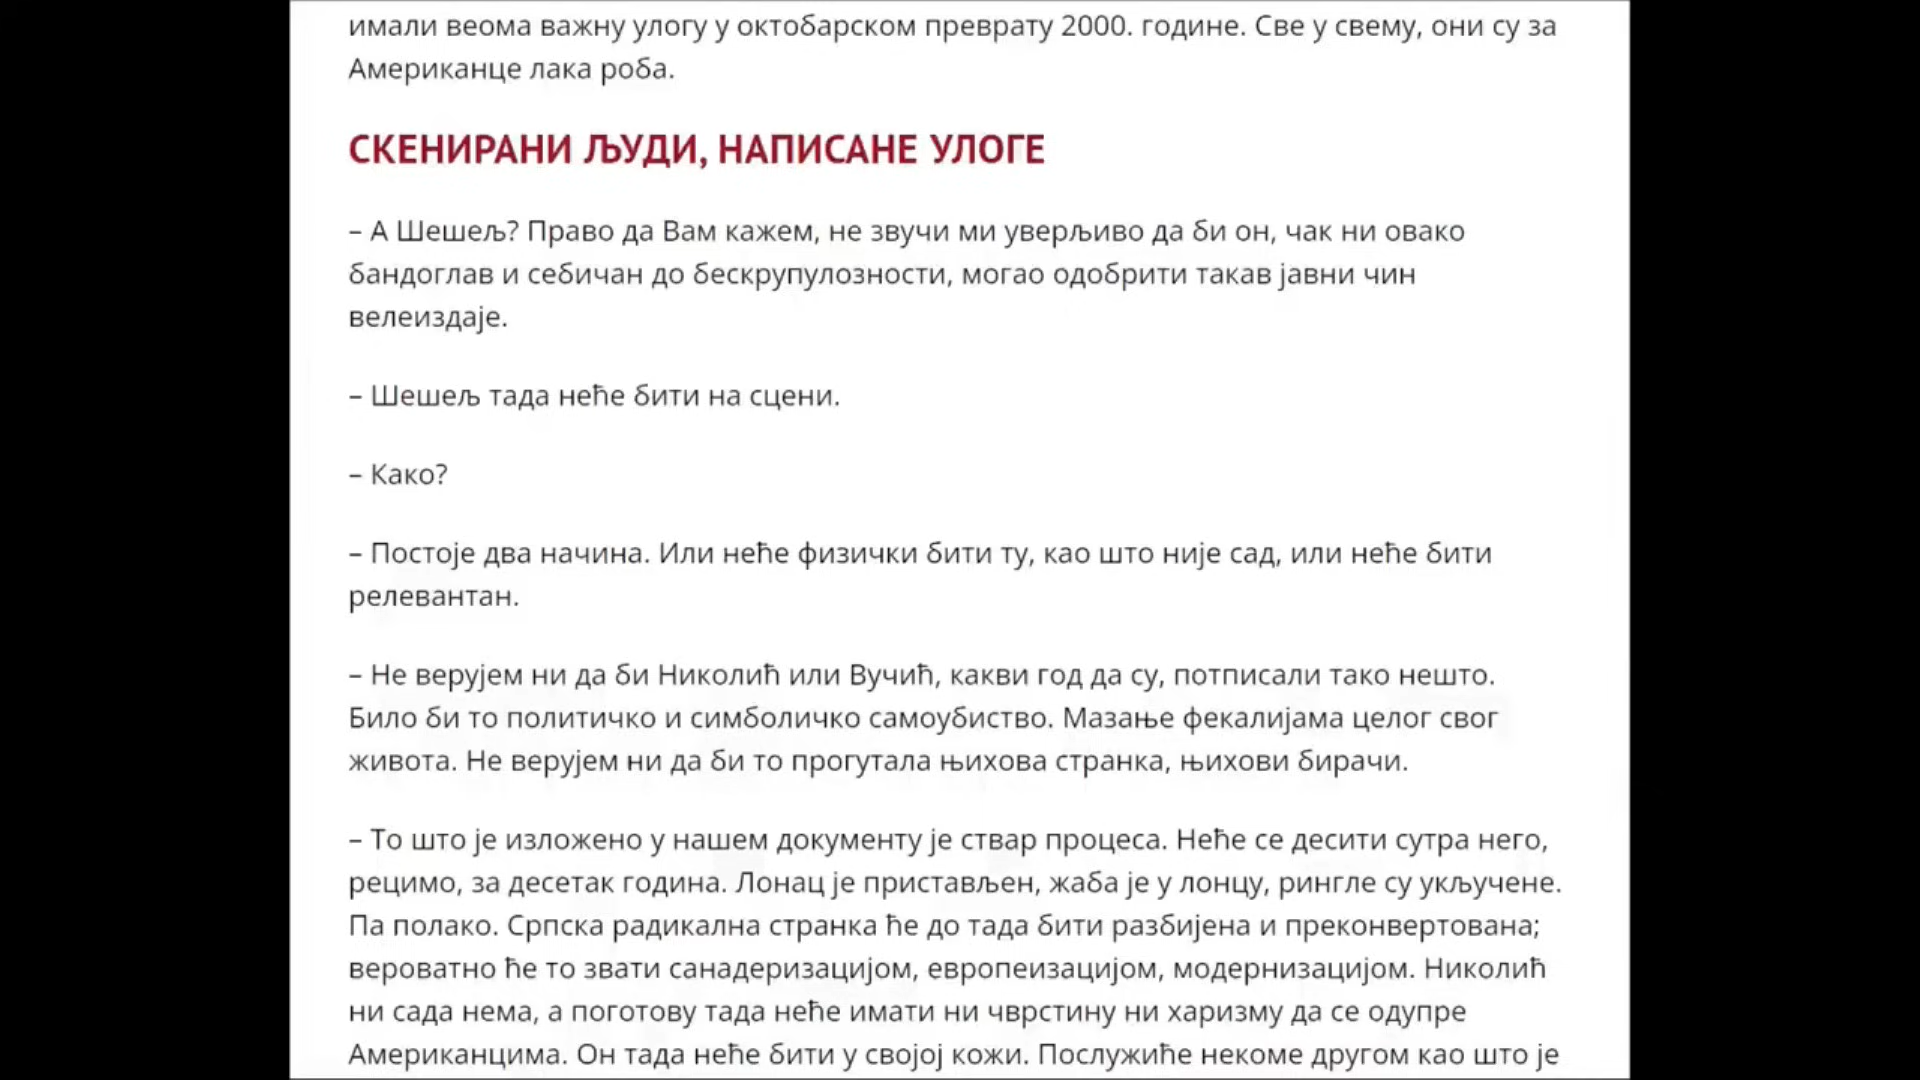 имали веома важну улогу у октобарском преврату 2000. године. Све у свему, они су за
Американце лака роба.
СКЕНИРАНИ ЉУДИ, НАПИСАНЕ УЛОГЕ
– А Шешељ? Право да Вам кажем, не звучи ми уверљиво да би он, чак ни овако
бандоглав и себичан до бескрупулозности, могао одобрити такав јавни чин
велеиздаје.
– Шешељ тада неће бити на сцени.
– Како?
– Постоје два начина. Или неће физички бити ту, као што није сад, или неће бити
релевантан.
– Не верујем ни да би Николић или Вучић, какви год да су, потписали тако нешто.
Било би то политичко и симболичко самоубиство. Мазање фекалијама целог свог
живота. Не верујем ни да би то прогутала њихова странка, њихови бирачи.
– То што је изложено у нашем документу је ствар процеса. Неће се десити сутра него,
рецимо, за десетак година. Лонац је пристављен, жаба је у лонцу, рингле су укључене.
Па полако. Српска радикална странка ће до тада бити разбијена и преконвертована;
вероватно ће то звати санадеризацијом, европеизацијом, модернизацијом. Николић
ни сада нема, а поготову тада неће имати ни чврстину ни харизму да се одупре
Американцима. Он тада неће бити у својој кожи. Послужиће некоме другом као што је